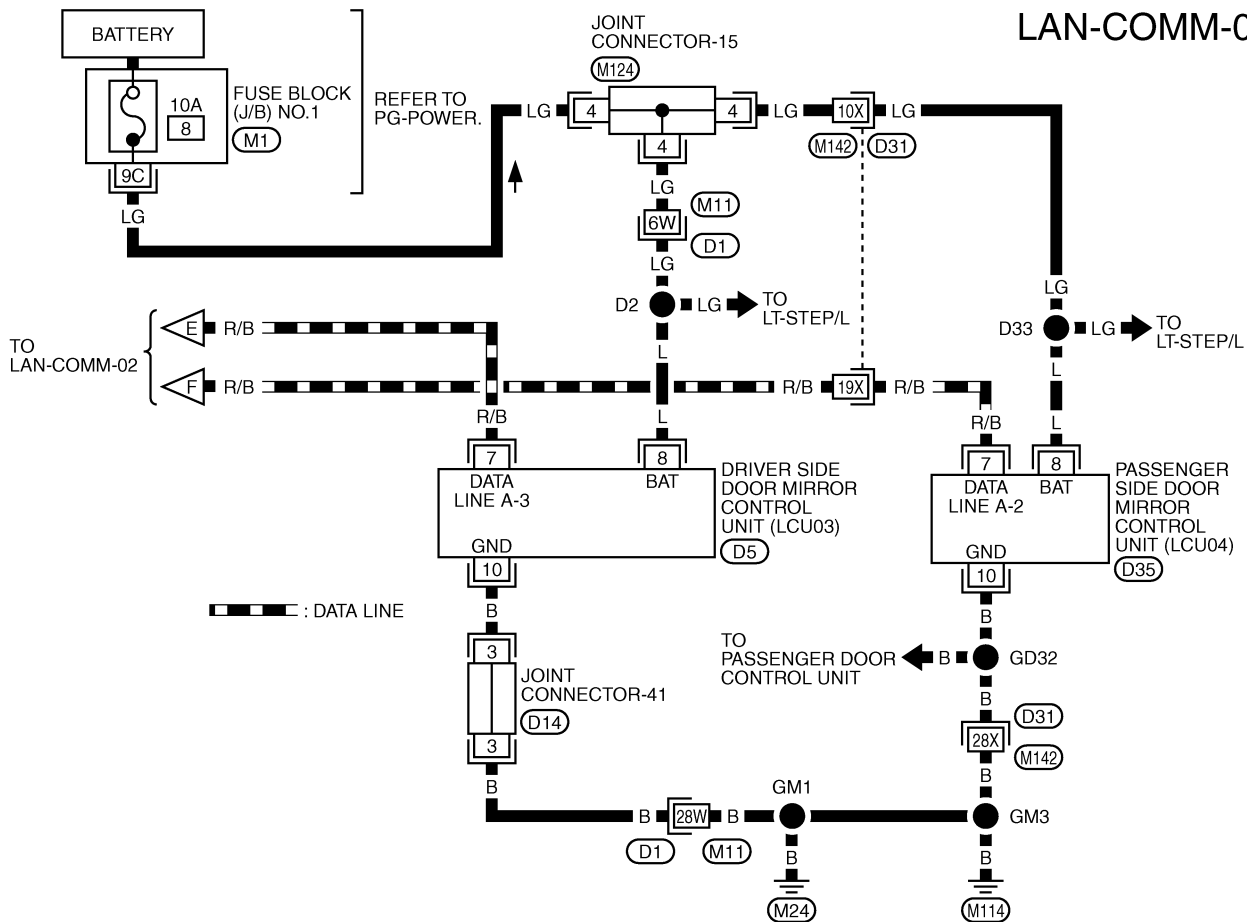 LAN-COMM-0
BATTERY
10A
8
FUSE BLOCK
(J/B) NO.1
M1
9C
LG
REFER TO
PG-POWER.
JOINT
CONNECTOR-15
M124
LG
4
4
LG
10X
LG
4
M142
D31
LG
M11
6W
D1
LG
D2
LG
TO
LT-STEP/L
LG
D33
LG
TO
LT-STEP/L
TO
LAN-COMM-02
E
R/B
F
R/B
L
L
R/B
19X
R/B
R/B
L
R/B
L
7
8
DATA
LINE A-3
BAT
GND
10
DRIVER SIDE
DOOR MIRROR
CONTROL
UNIT (LCU03)
D5
7
8
DATA
LINE A-2
BAT
GND
10
PASSENGER
SIDE DOOR
MIRROR
CONTROL
UNIT (LCU04)
D35
: DATA LINE
B
3
JOINT
CONNECTOR-41
D14
3
B
B
TO
PASSENGER DOOR
CONTROL UNIT
B
GD32
B
D31
28X
M142
B
B
28W
B
D1
M11
GM1
GM3
B
B
M24
M114